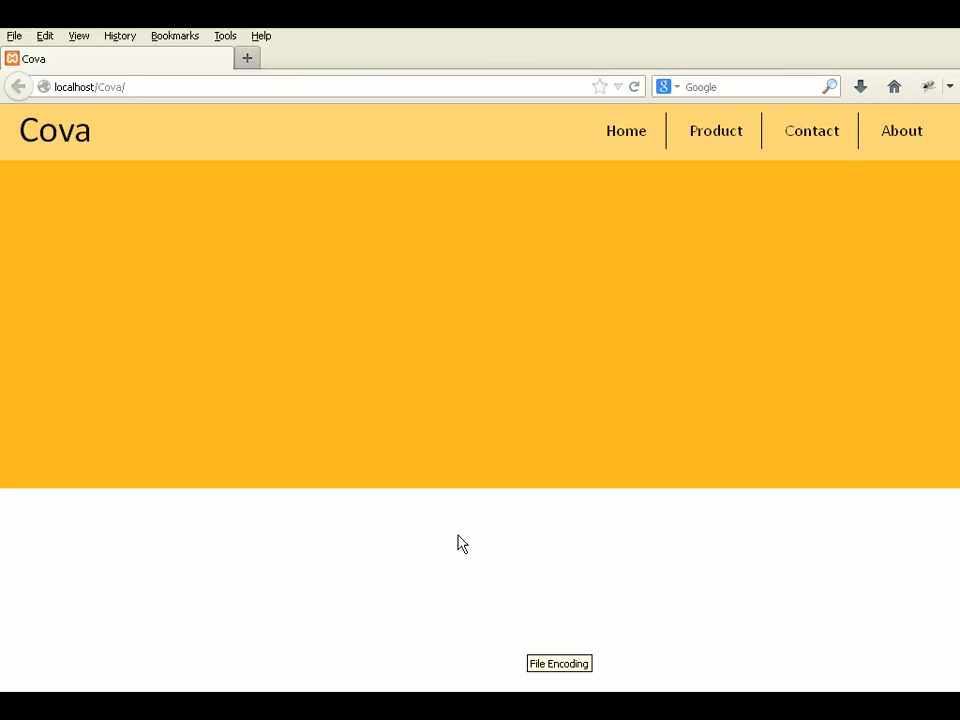 File Edit View History Bookmarks Tools Help
Cova
localhost/Cova/
Google
Cova
Home Product Contact About
File Encoding